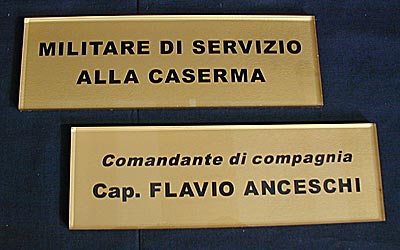 MILITARE DI SERVIZIO
ALLA CASERMA
Comandante di compagnia
Cap. FLAVIO ANCESCHI